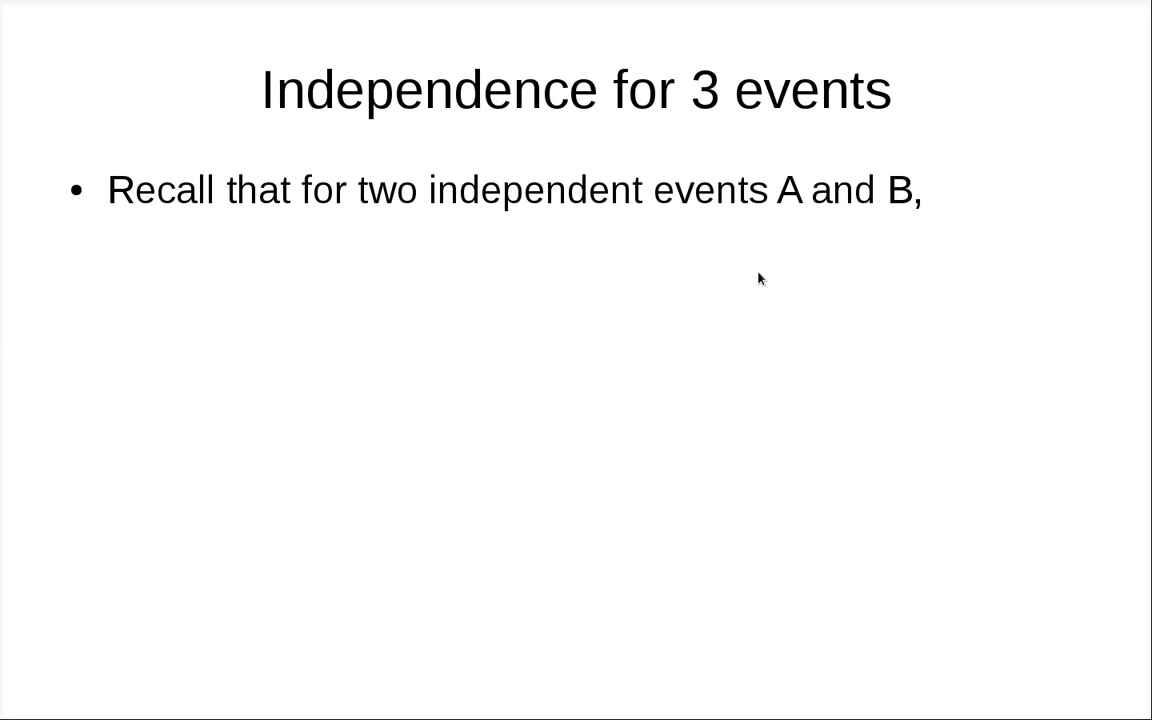 Independence for 3 events
• Recall that for two independent events A and B,